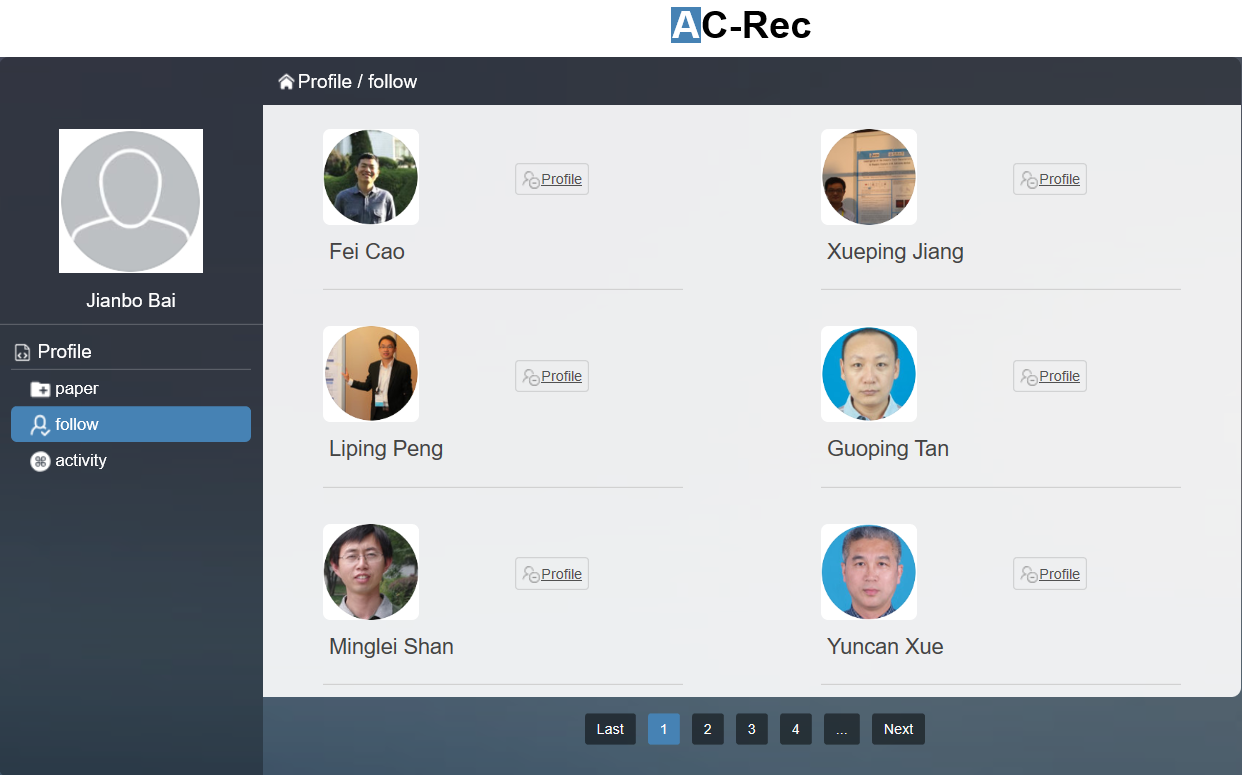 AC-Rec
Profile / follow
Jianbo Bai
Profile
paper
follow
activity
Profile
Fei Cao
Profile
Xueping Jiang
Profile
Liping Peng
Profile
Guoping Tan
Profile
Minglei Shan
Profile
Yuncan Xue
Last 1 2 3 4 ... Next